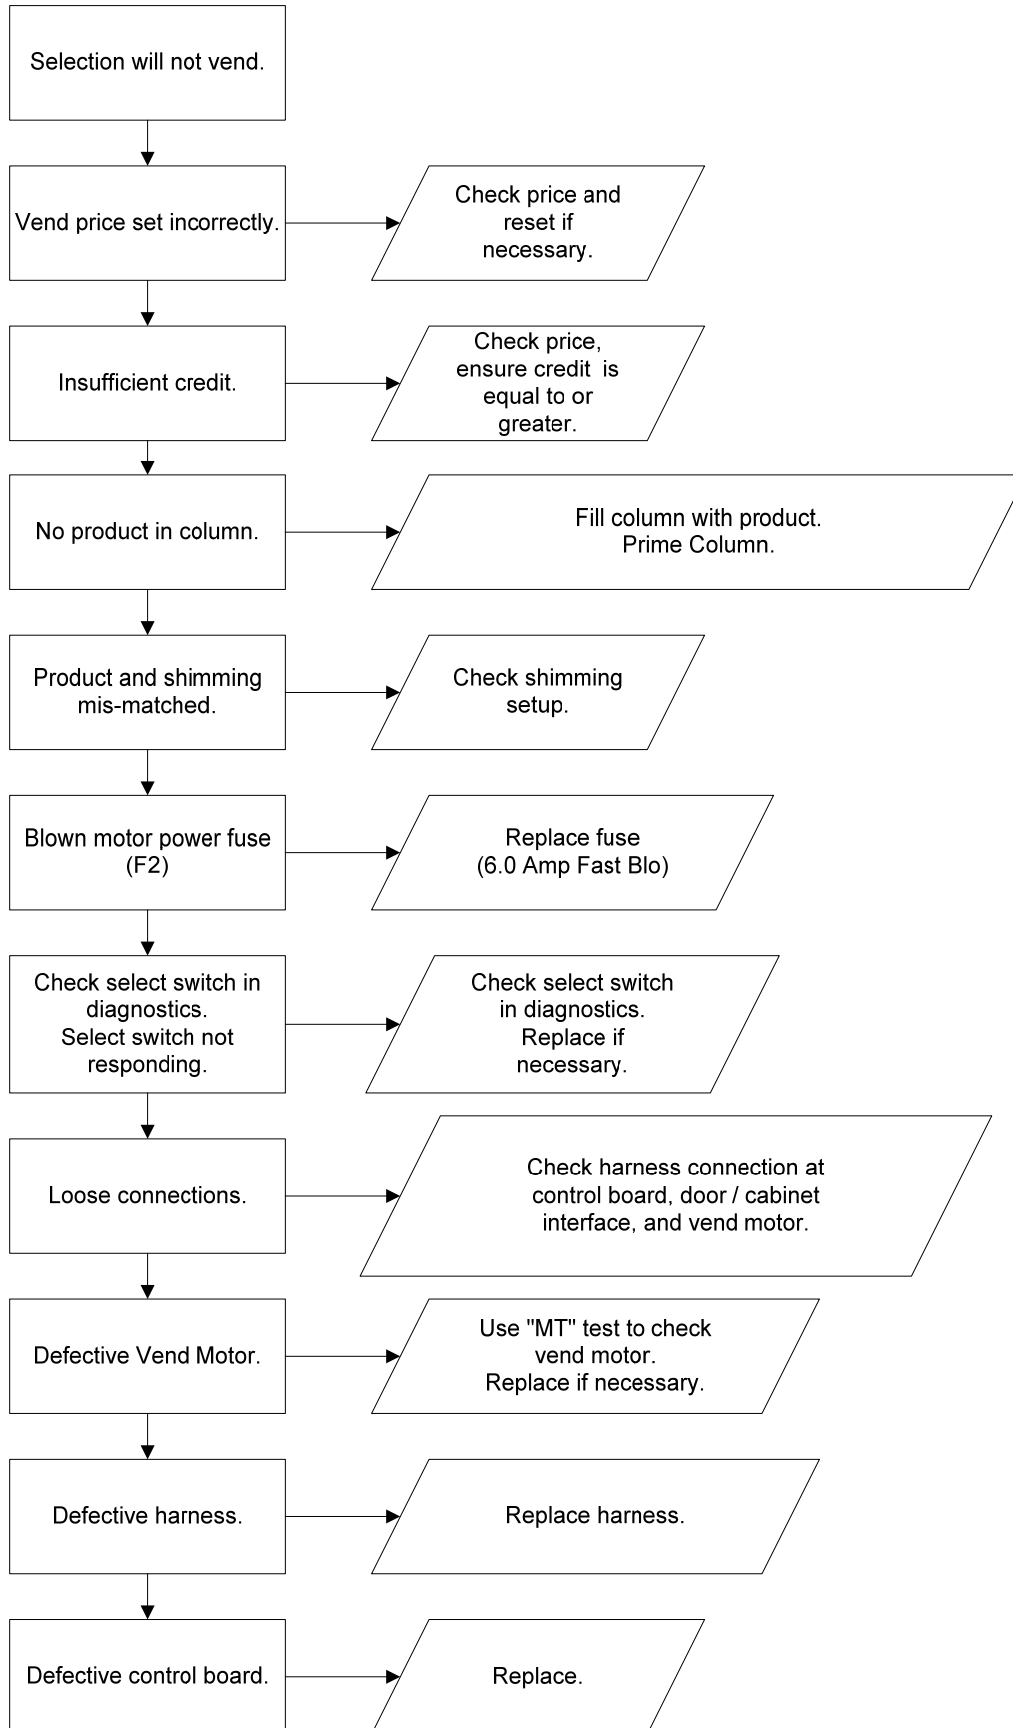 Selection will not vend.
Vend price set incorrectly.
Check price and
reset if
necessary.
Insufficient credit.
Check price,
ensure credit is
equal to or
greater.
No product in column.
Fill column with product.
Prime Column.
Product and shimming
mis-matched.
Check shimming
setup.
Blown motor power fuse
(F2)
Replace fuse
(6.0 Amp Fast Blo)
Check select switch in
diagnostics.
Select switch not
responding.
Check select switch
in diagnostics.
Replace if
necessary.
Loose connections.
Check harness connection at
control board, door / cabinet
interface, and vend motor.
Defective Vend Motor.
Use "MT" test to check
vend motor.
Replace if necessary.
Defective harness.
Replace harness.
Defective control board.
Replace.